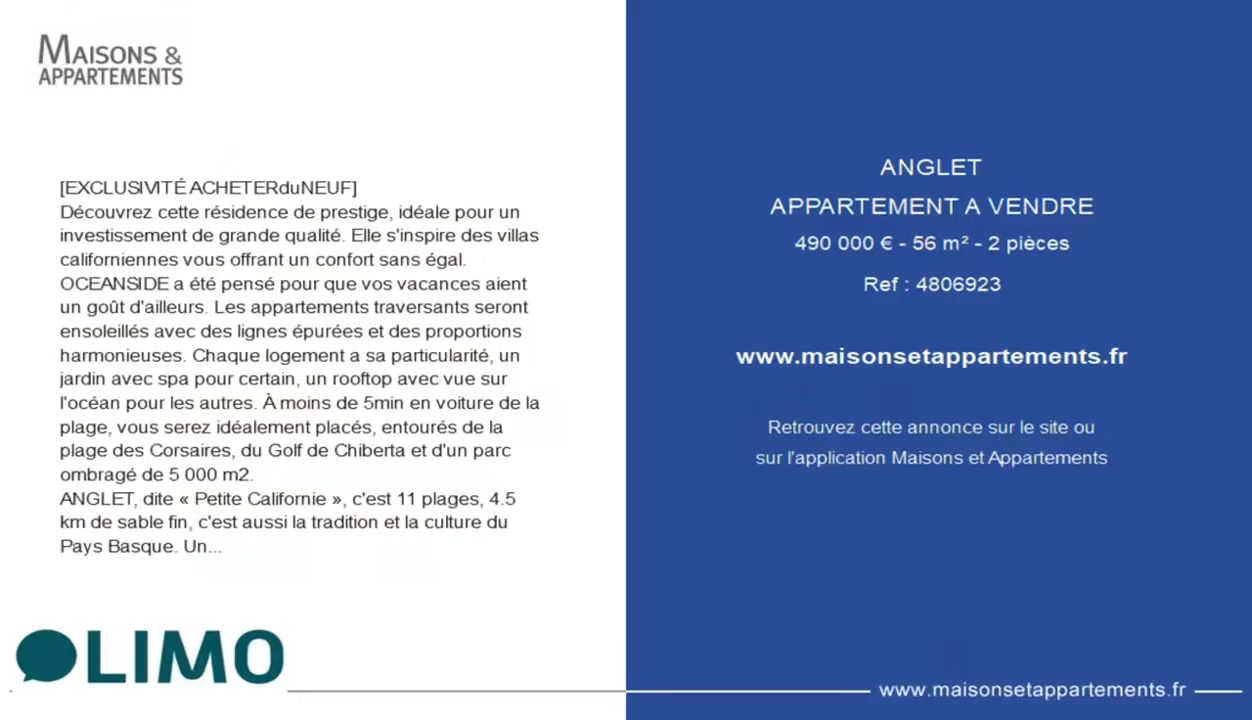 MAISONS &
APPARTEMENTS
[EXCLUSIVITÉ ACHETERduNEUF]
Découvrez cette résidence de prestige, idéale pour un
investissement de grande qualité. Elle s'inspire des villas
californiennes vous offrant un confort sans égal.
OCEANSIDE a été pensé pour que vos vacances aient
un goût d'ailleurs. Les appartements traversants seront
ensoleillés avec des lignes épurées et des proportions
harmonieuses. Chaque logement a sa particularité, un
jardin avec spa pour certain, un rooftop avec vue sur
l'océan pour les autres. À moins de 5min en voiture de la
plage, vous serez idéalement placés, entourés de la
plage des Corsaires, du Golf de Chiberta et d'un parc
ombragé de 5 000 m2.
ANGLET, dite « Petite Californie », c'est 11 plages, 4.5
km de sable fin, c'est aussi la tradition et la culture du
Pays Basque. Un...
OLIMO
ANGLET
APPARTEMENT A VENDRE
490 000 € - 56 m² - 2 pièces
Ref : 4806923
www.maisonsetappartements.fr
Retrouvez cette annonce sur le site ou
sur l'application Maisons et Appartements
www.maisonsetappartements.fr